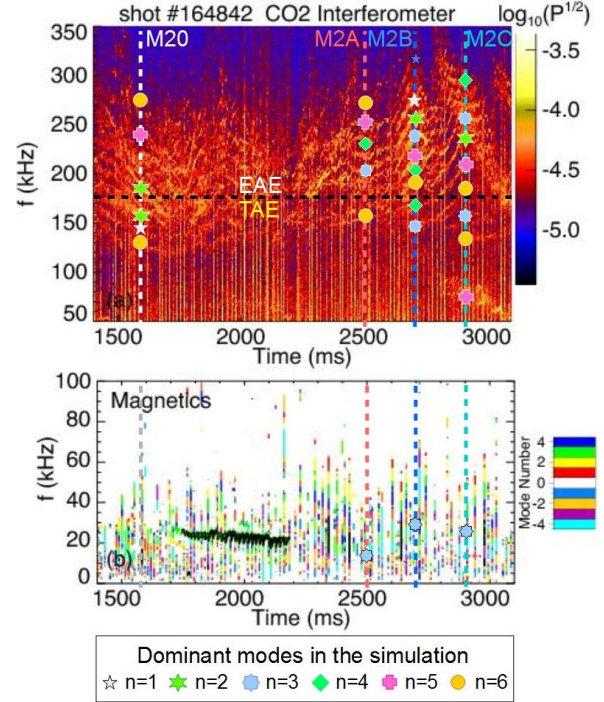 shot #164842 CO2 Interferometer
log₁₀(P^1/2)
M20
M2A
M2B
M2C
350
300
250
200
150
100
50
f (kHz)
EAE
TAE
(a)
-3.5
-4.0
-4.5
-5.0
1500
2000
2500
3000
Time (ms)
100
80
60
40
20
0
f (kHz)
Magnetics
(b)
1500
2000
2500
3000
Time (ms)
Mode Number
4
2
0
-2
-4
Dominant modes in the simulation
n=1 n=2 n=3 n=4 n=5 n=6